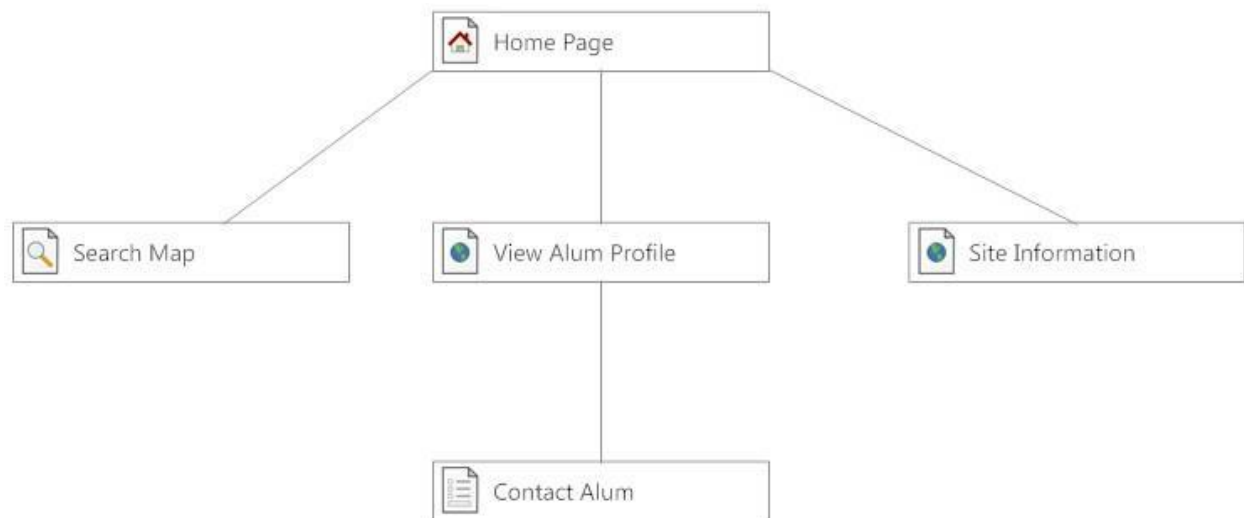 Home Page
Search Map
View Alum Profile
Site Information
Contact Alum